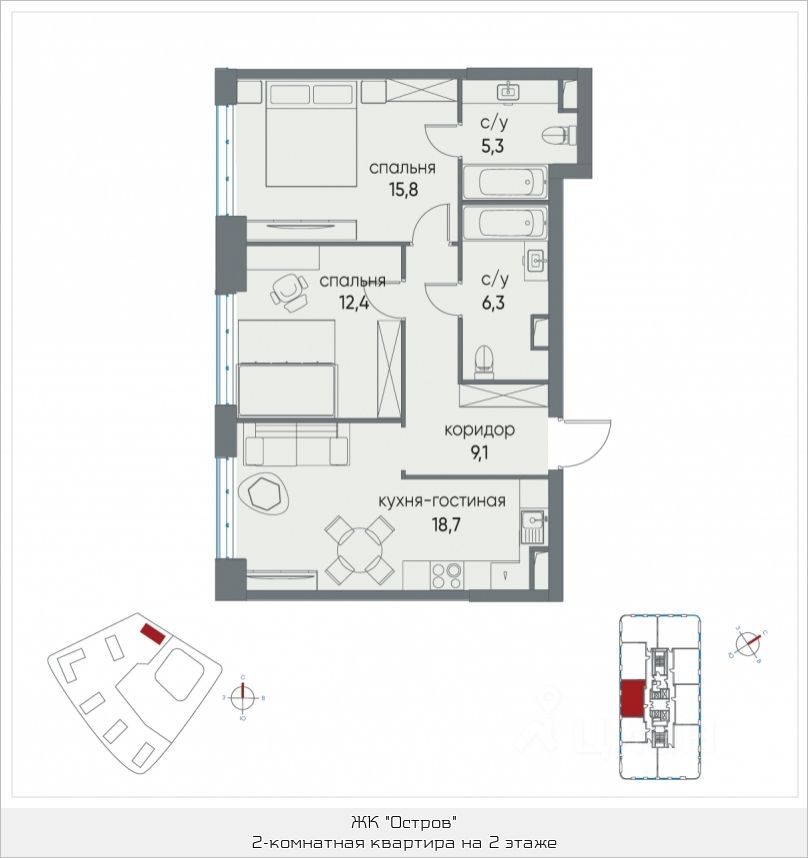 с/у
5,3
спальня
15,8
спальня
12,4
с/у
6,3
коридор
9,1
кухня-гостиная
18,7
С
З
В
Ю
З
С
Ю
В
ЖК "Остров"
2-комнатная квартира на 2 этаже